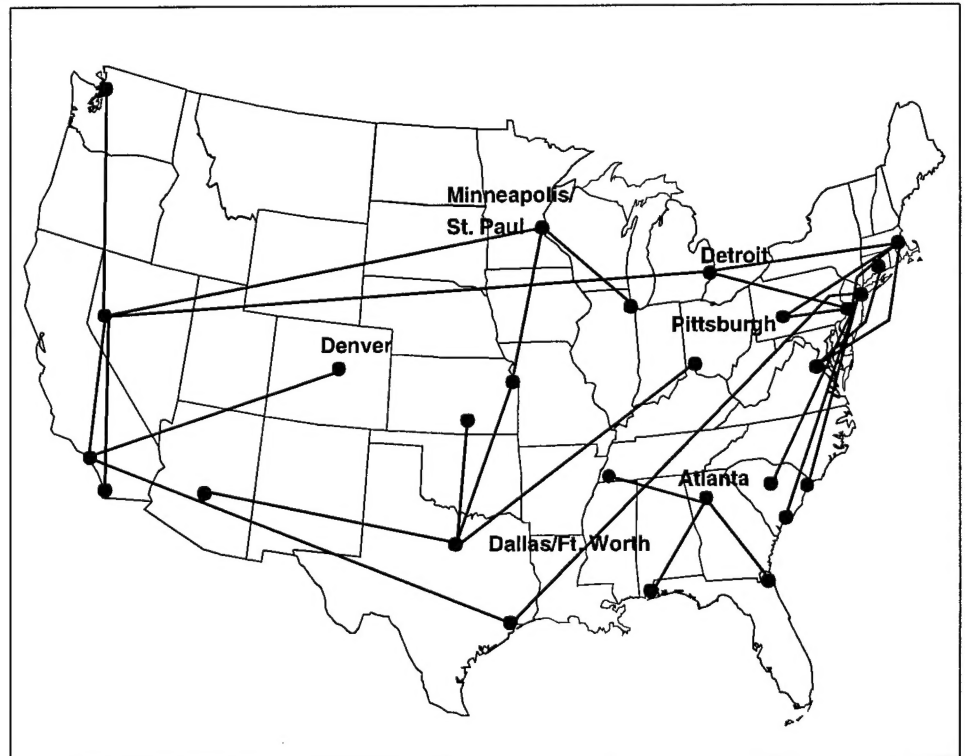 Minneapolis/
St. Paul
Detroit
Pittsburgh
Denver
Atlanta
Dallas/Ft. Worth